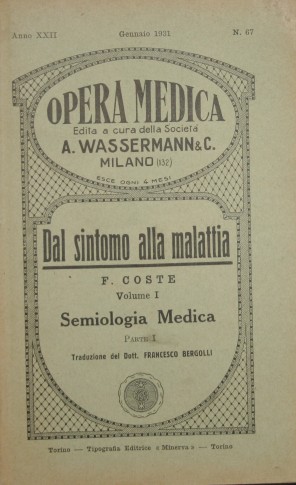 Anno XXII Gennaio 1931 N. 67
OPERA MEDICA
Edita a cura della Società
A. WASSERMANN & C.
MILANO (132)
ESCE OGNI 4 MESI
Dal sintomo alla malattia
F. COSTE
Volume I
Semiologia Medica
PARTE I
Traduzione del Dott. FRANCESCO BERGOLLI
Torino — Tipografia Editrice « Minerva » — Torino